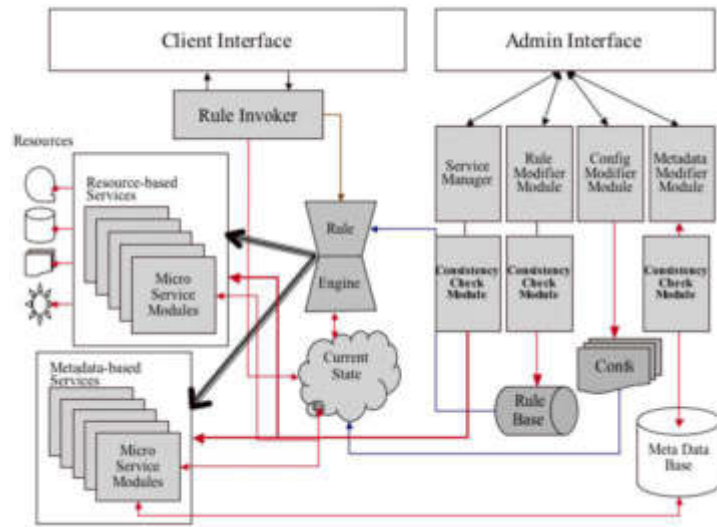 Client Interface
Admin Interface
Rule Invoker
Resources
Resource-based
Services
Micro
Service
Modules
Metadata-based
Services
Micro
Service
Modules
Rule
Engine
Current
State
Service
Manager
Rule
Modifier
Module
Config
Modifier
Module
Metadata
Modifier
Module
Consistency
Check
Module
Consistency
Check
Module
Consistency
Check
Module
Confs
Rule
Base
Meta Data
Base